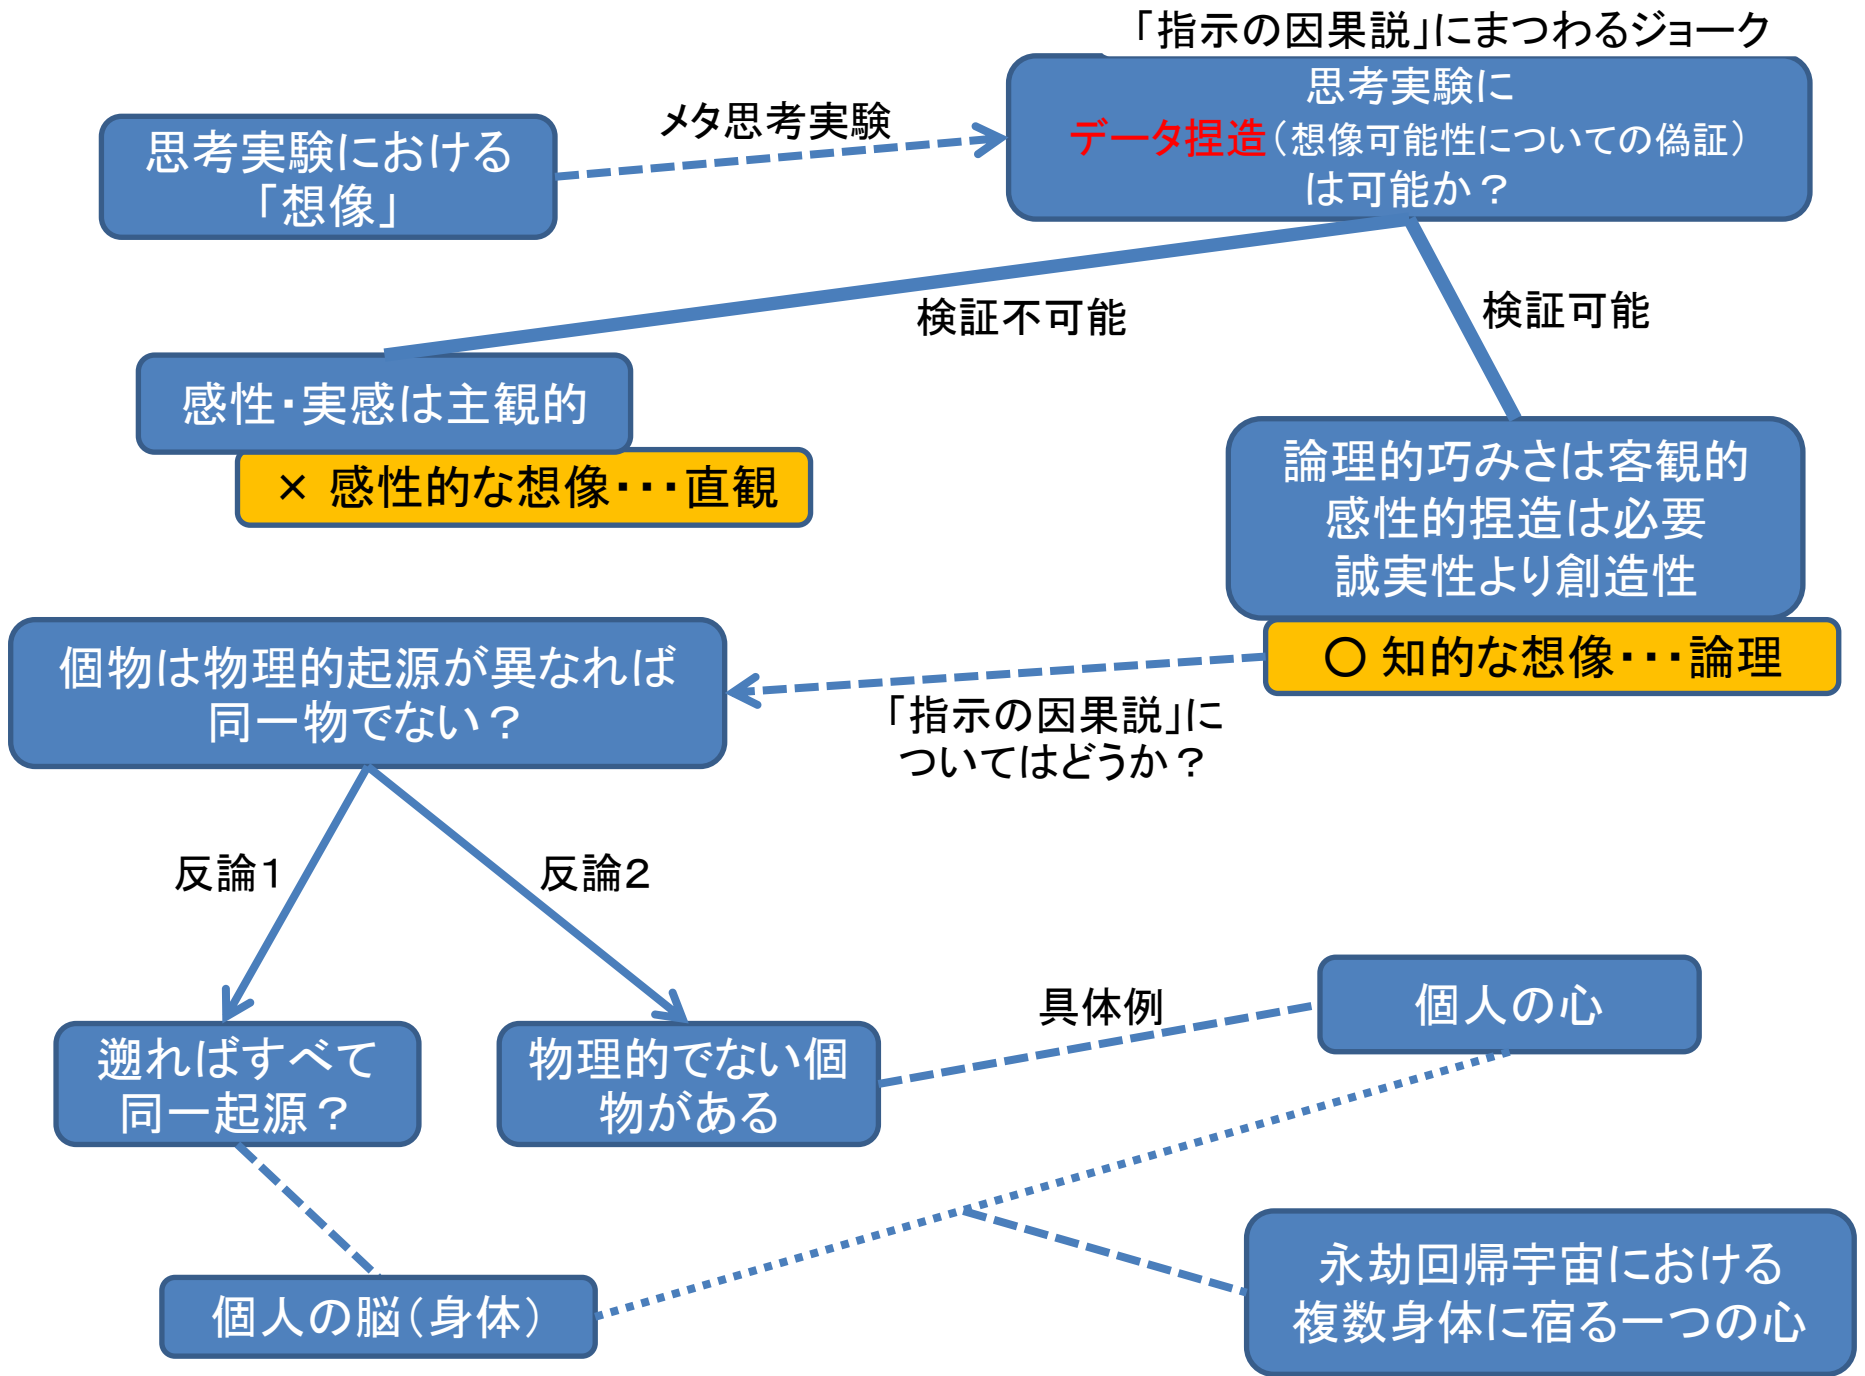 「指示の因果説」にまつわるジョーク
思考実験における
「想像」
メタ思考実験
思考実験に
データ捏造（想像可能性についての偽証）
は可能か？
検証不可能
検証可能
感性・実感は主観的
× 感性的な想像・・・直観
論理的巧みさは客観的
感性的捏造は必要
誠実性より創造性
○ 知的な想像・・・論理
個物は物理的起源が異なれば
同一物でない？
「指示の因果説」に
ついてはどうか？
反論１
反論２
遡ればすべて
同一起源？
物理的でない個
物がある
具体例
個人の心
個人の脳（身体）
永劫回帰宇宙における
複数身体に宿る一つの心